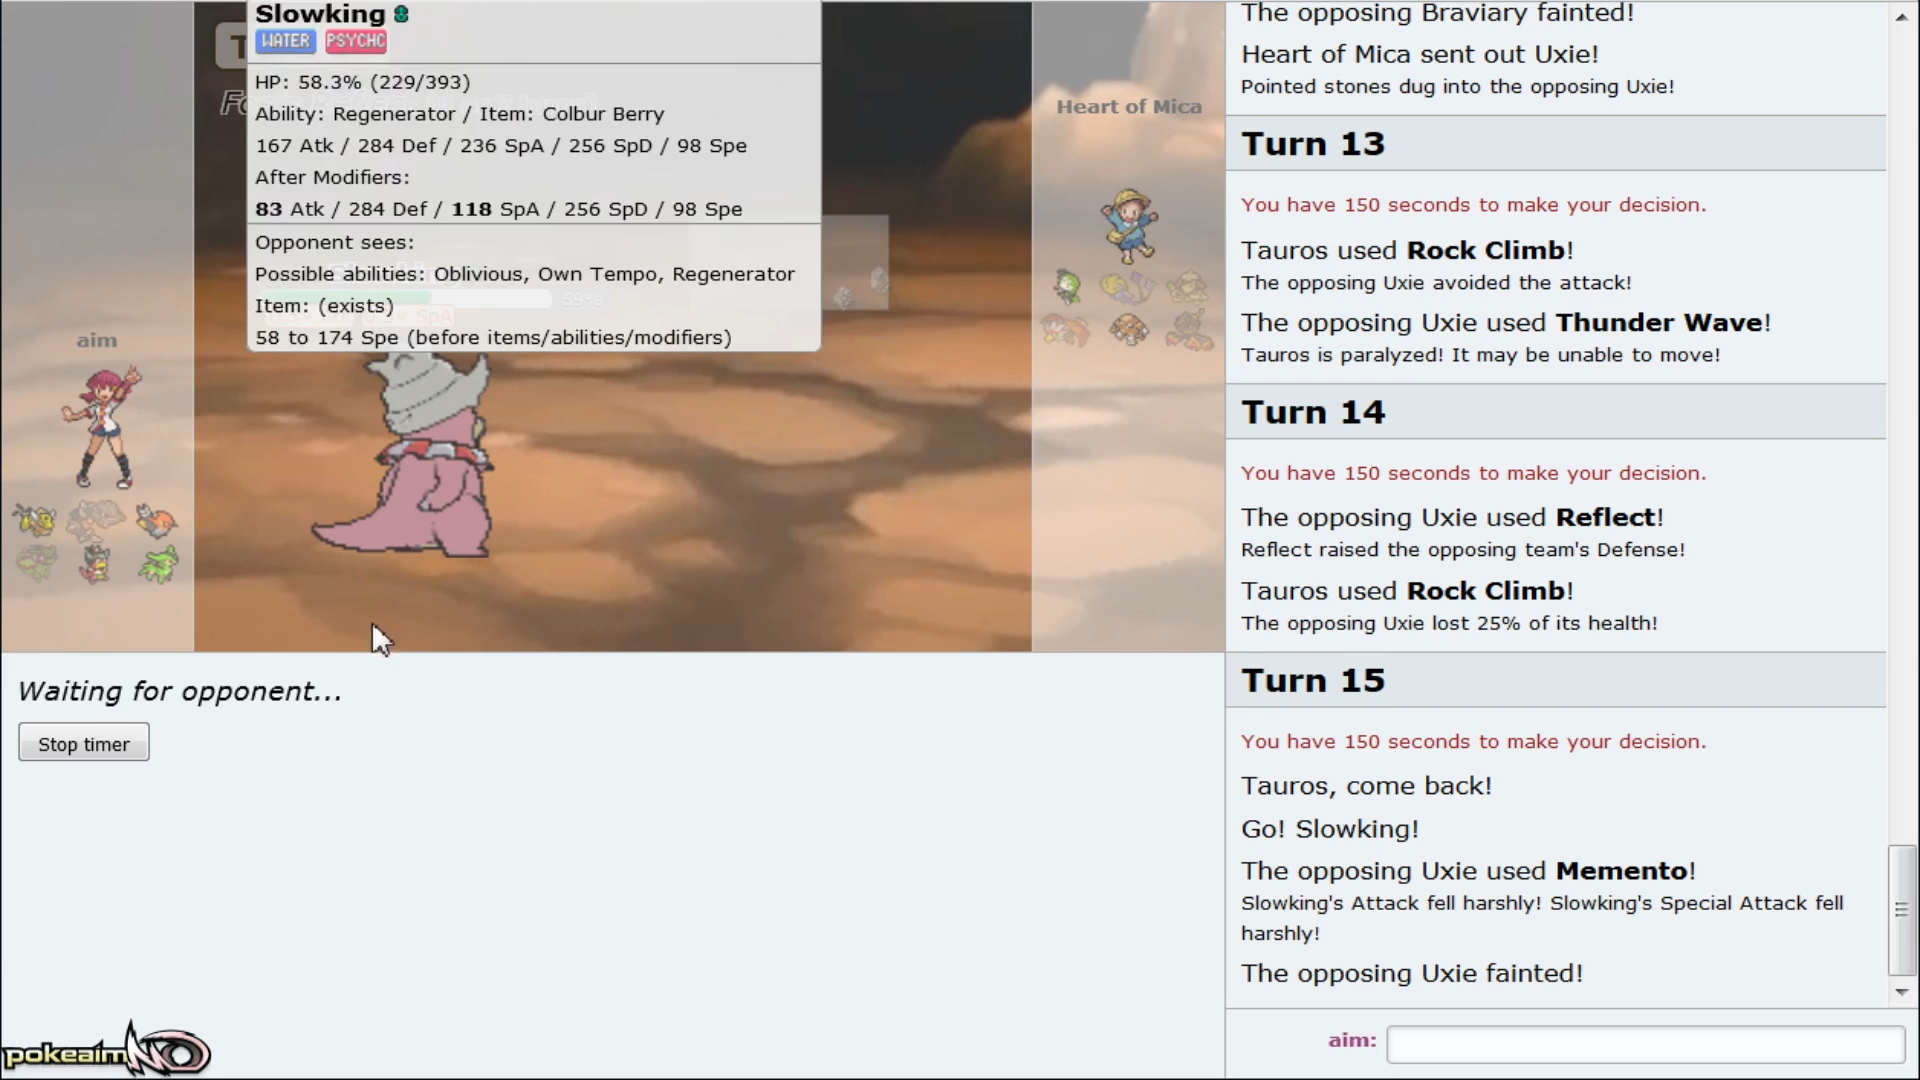 Slowking
WATER PSYCHC
HP: 58.3% (229/393)
Ability: Regenerator / Item: Colbur Berry
167 Atk / 284 Def / 236 SpA / 256 SpD / 98 Spe
After Modifiers:
83 Atk / 284 Def / 118 SpA / 256 SpD / 98 Spe
Opponent sees:
Possible abilities: Oblivious, Own Tempo, Regenerator
Item: (exists)
59%
58 to 174 Spe (before items/abilities/modifiers)
aim
Heart of Mica
Waiting for opponent...
Stop timer
pokeaimMD
The opposing Braviary fainted!
Heart of Mica sent out Uxie!
Pointed stones dug into the opposing Uxie!
Turn 13
You have 150 seconds to make your decision.
Tauros used Rock Climb!
The opposing Uxie avoided the attack!
The opposing Uxie used Thunder Wave!
Tauros is paralyzed! It may be unable to move!
Turn 14
You have 150 seconds to make your decision.
The opposing Uxie used Reflect!
Reflect raised the opposing team's Defense!
Tauros used Rock Climb!
The opposing Uxie lost 25% of its health!
Turn 15
You have 150 seconds to make your decision.
Tauros, come back!
Go! Slowking!
The opposing Uxie used Memento!
Slowking's Attack fell harshly! Slowking's Special Attack fell
harshly!
The opposing Uxie fainted!
aim: